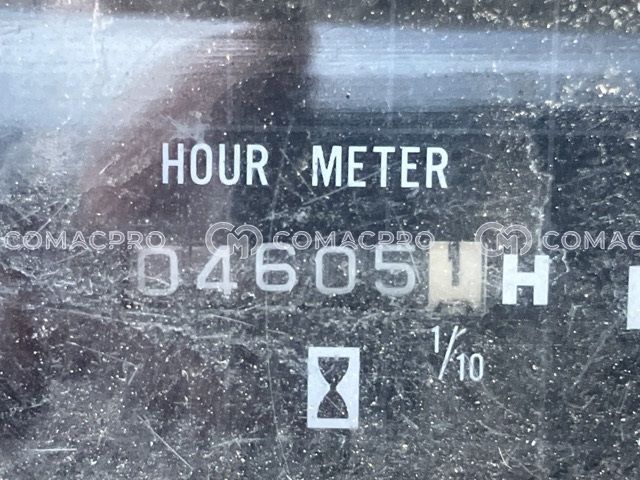 HOUR METER
COMACPRO COMACPRO COMACPRO
04605 H
1/10